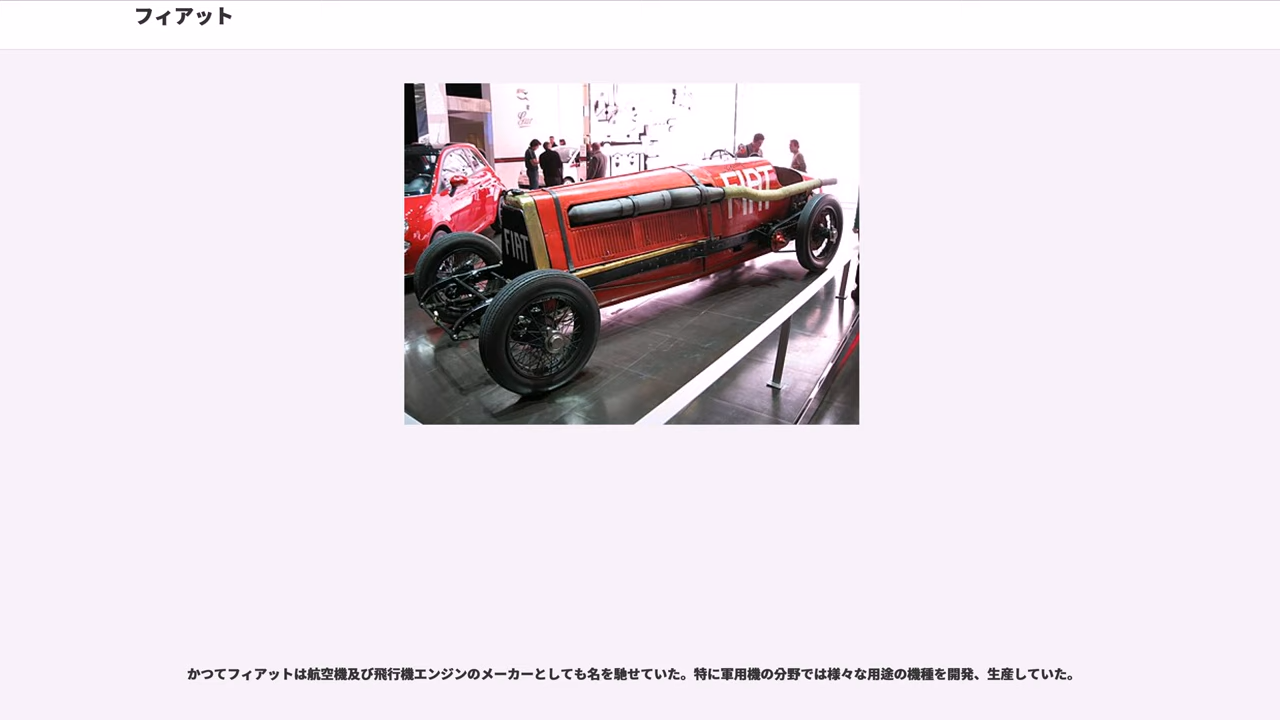 フィアット
FIAT
FIAT
かつてフィアットは航空機及び飛行機エンジンのメーカーとしても名を馳せていた。特に軍用機の分野では様々な用途の機種を開発、生産していた。